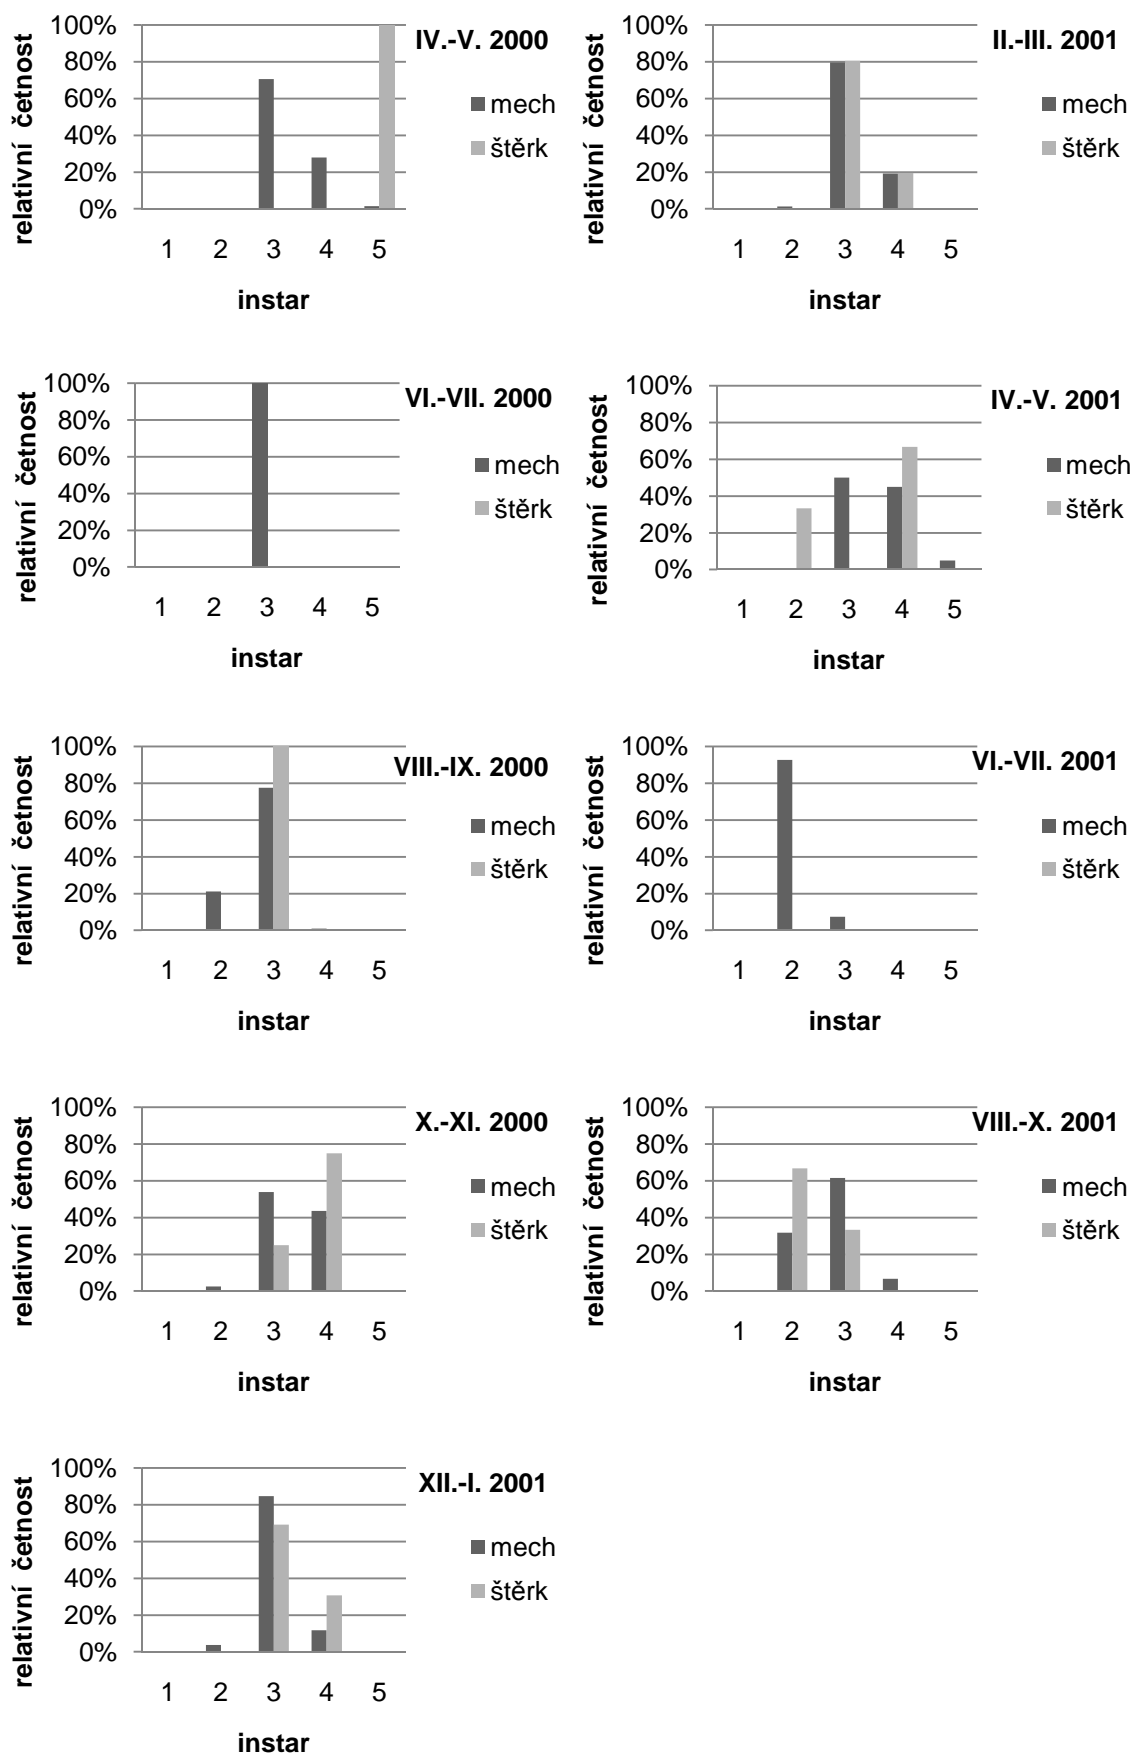 relativní četnost
100%
80%
60%
40%
20%
0%
IV.-V. 2000
mech
štěrk
1 2 3 4 5
instar
relativní četnost
100%
80%
60%
40%
20%
0%
II.-III. 2001
mech
štěrk
1 2 3 4 5
instar
relativní četnost
100%
80%
60%
40%
20%
0%
VI.-VII. 2000
mech
štěrk
1 2 3 4 5
instar
relativní četnost
100%
80%
60%
40%
20%
0%
IV.-V. 2001
mech
štěrk
1 2 3 4 5
instar
relativní četnost
100%
80%
60%
40%
20%
0%
VIII.-IX. 2000
mech
štěrk
1 2 3 4 5
instar
relativní četnost
100%
80%
60%
40%
20%
0%
VI.-VII. 2001
mech
štěrk
1 2 3 4 5
instar
relativní četnost
100%
80%
60%
40%
20%
0%
X.-XI. 2000
mech
štěrk
1 2 3 4 5
instar
relativní četnost
100%
80%
60%
40%
20%
0%
VIII.-X. 2001
mech
štěrk
1 2 3 4 5
instar
relativní četnost
100%
80%
60%
40%
20%
0%
XII.-I. 2001
mech
štěrk
1 2 3 4 5
instar